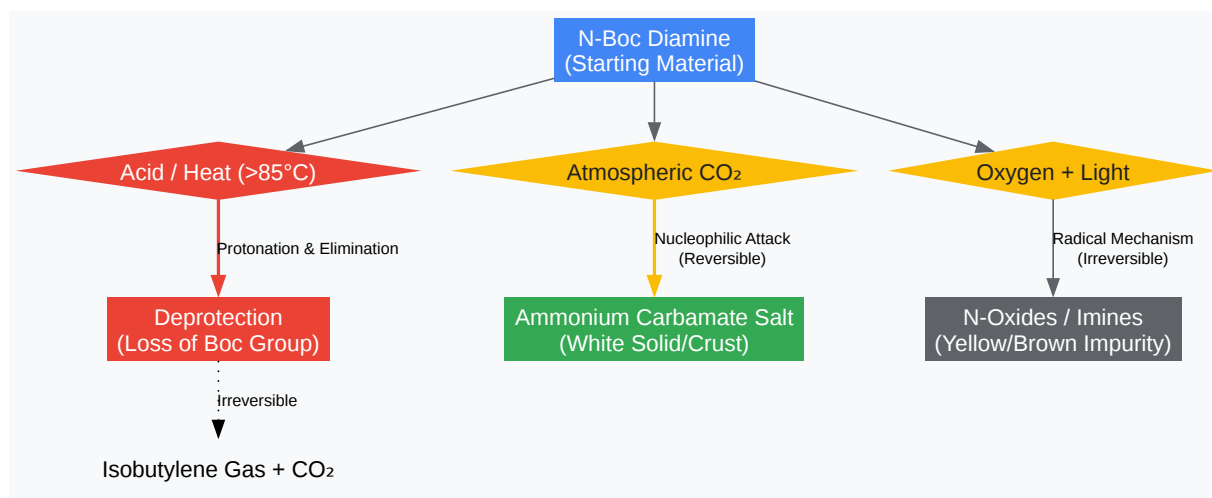 N-Boc Diamine
(Starting Material)
Acid / Heat (>85°C)
Atmospheric CO₂
Oxygen + Light
Protonation & Elimination
Nucleophilic Attack
(Reversible)
Radical Mechanism
(Irreversible)
Deprotection
(Loss of Boc Group)
Ammonium Carbamate Salt
(White Solid/Crust)
N-Oxides / Imines
(Yellow/Brown Impurity)
Irreversible
Isobutylene Gas + CO₂